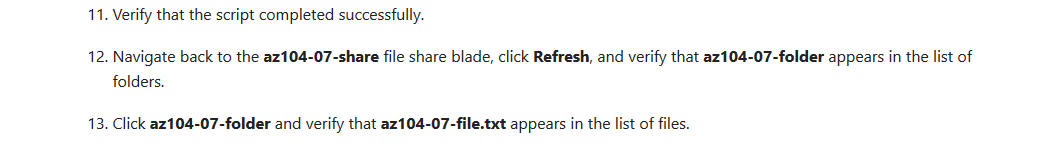 11. Verify that the script completed successfully.
12. Navigate back to the az104-07-share file share blade, click Refresh, and verify that az104-07-folder appears in the list of
folders.
13. Click az104-07-folder and verify that az104-07-file.txt appears in the list of files.